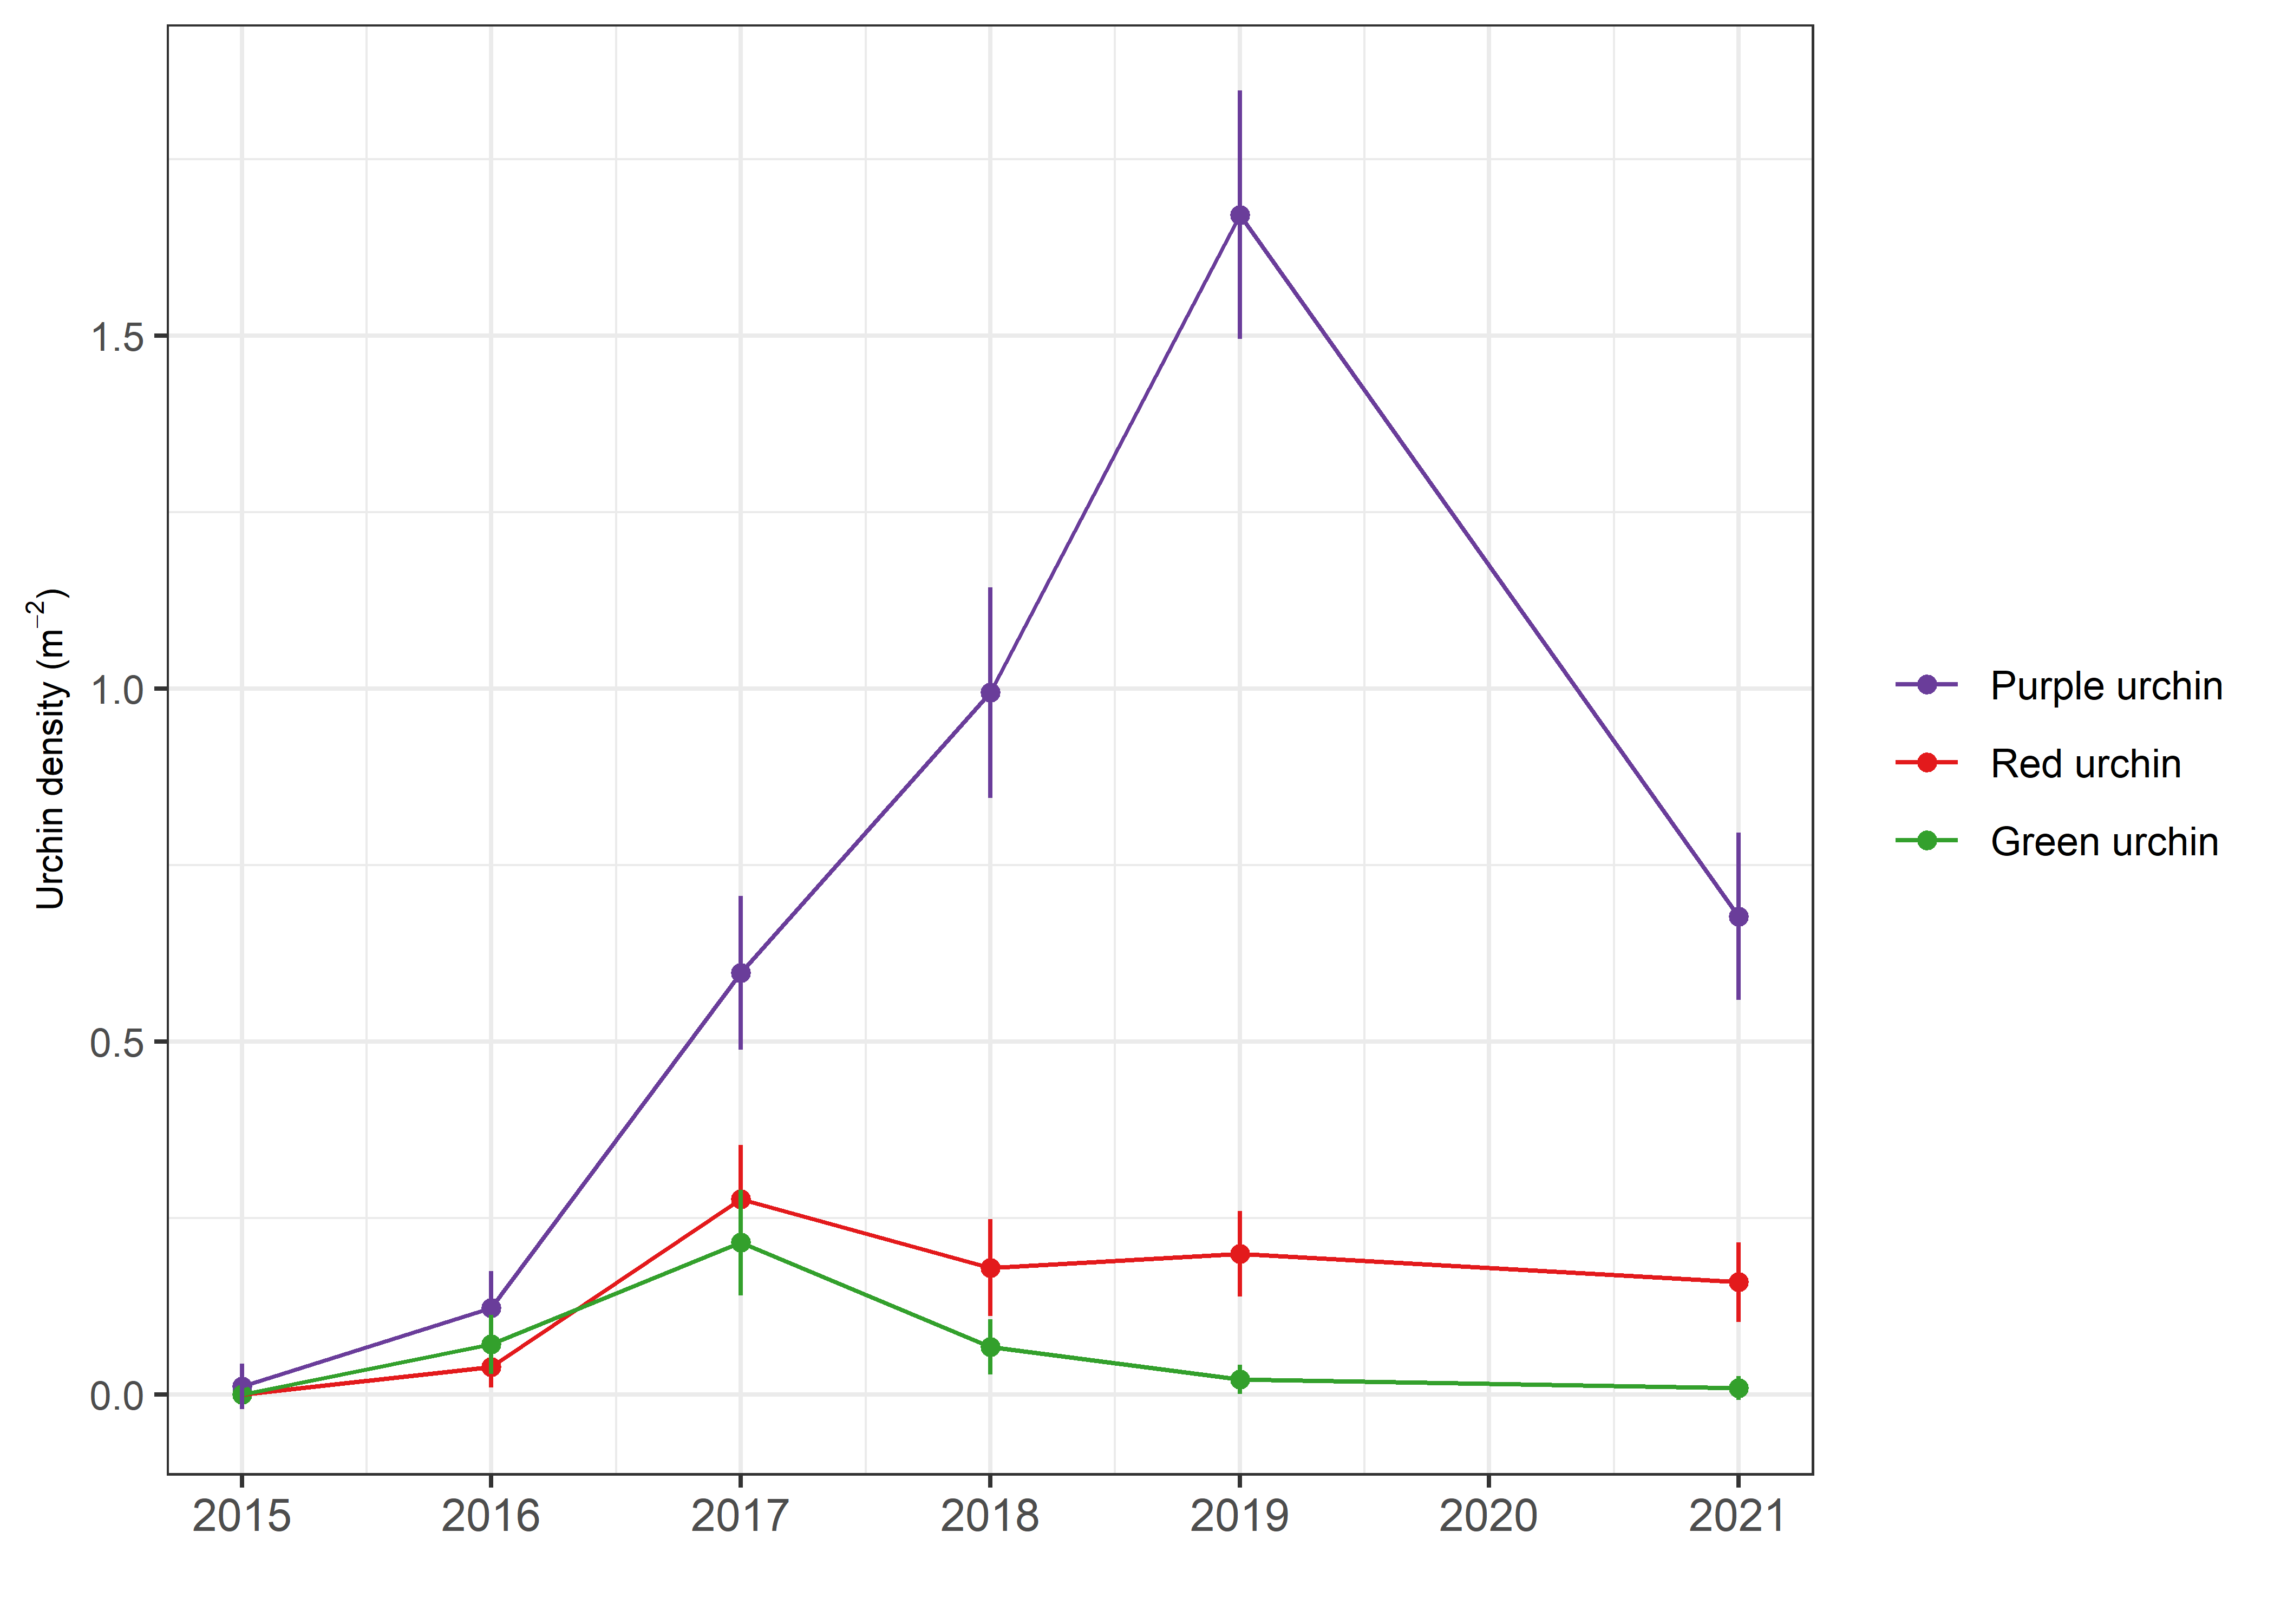 Urchin density (m⁻²)
1.5
1.0
0.5
0.0
2015 2016 2017 2018 2019 2020 2021
Purple urchin
Red urchin
Green urchin